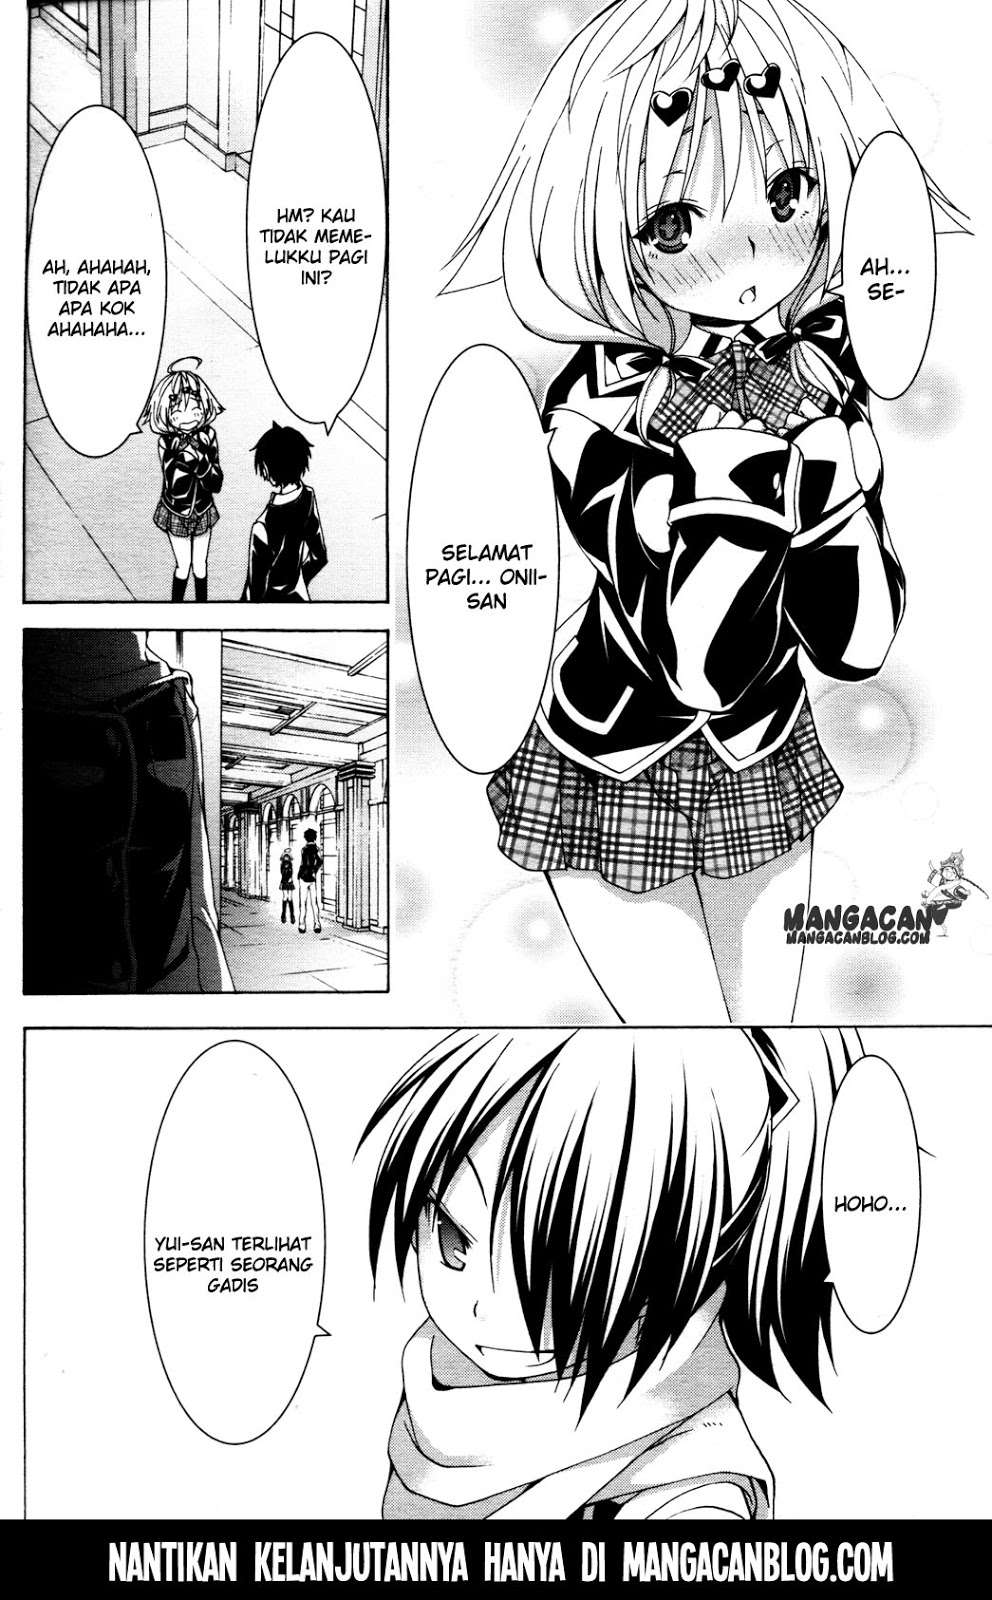 AH...
SE-
SELAMAT
PAGI... ONII-
SAN
HM? KAU
TIDAK MEME-
LUKKU PAGI
INI?
AH, AHAHAH,
TIDAK APA
APA KOK
AHAHAHA...
MANGACAN
MANGACANBLOG.COM
HOHO...
YUI-SAN TERLIHAT
SEPERTI SEORANG
GADIS
NANTIKAN KELANJUTANNYA HANYA DI MANGACANBLOG.COM